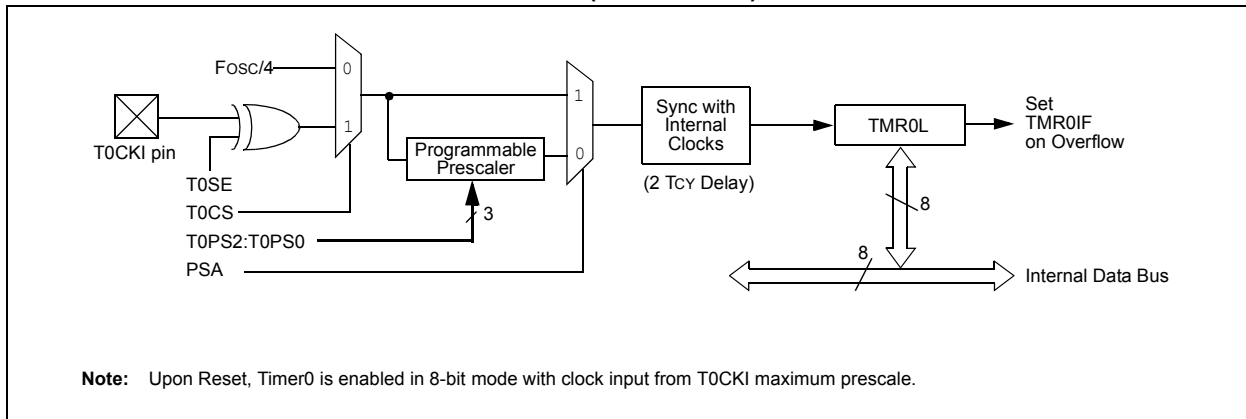 FOSC/4
0
1
T0CKI pin
T0SE
T0CS
T0PS2:T0PS0
PSA
Programmable
Prescaler
3
1
0
Sync with
Internal
Clocks
(2 TCY Delay)
TMR0L
Set
TMR0IF
on Overflow
8
8
Internal Data Bus
Note: Upon Reset, Timer0 is enabled in 8-bit mode with clock input from T0CKI maximum prescale.